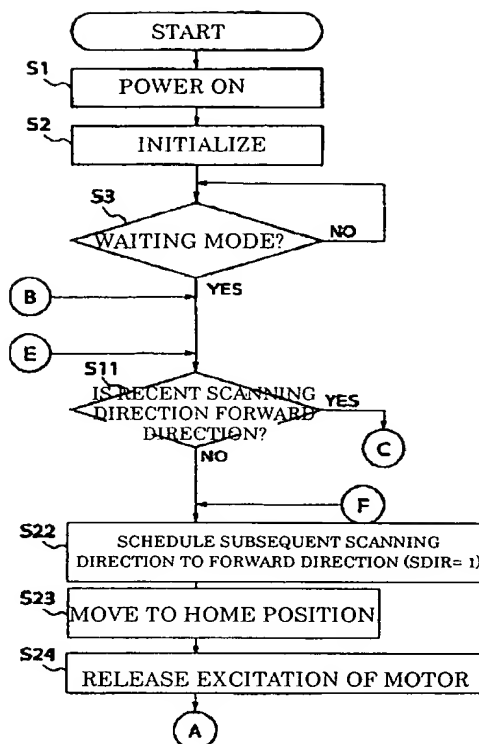 START
S1
POWER ON
S2
INITIALIZE
S3
WAITING MODE?
NO
YES
B
E
S11
IS RECENT SCANNING
DIRECTION FORWARD
DIRECTION?
YES
C
NO
F
S22
SCHEDULE SUBSEQUENT SCANNING
DIRECTION TO FORWARD DIRECTION (SDIR= 1)
S23
MOVE TO HOME POSITION
S24
RELEASE EXCITATION OF MOTOR
A